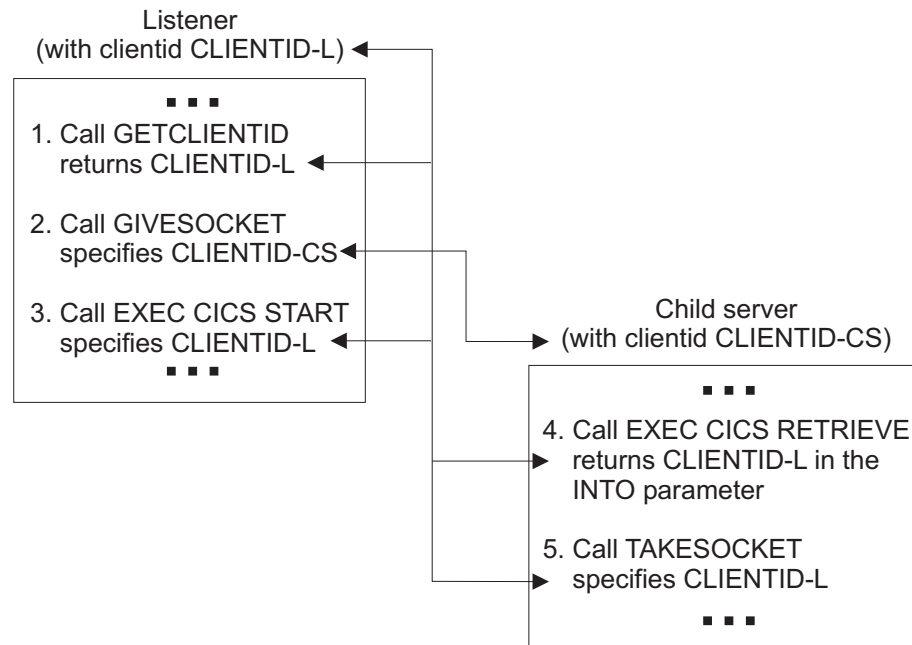 Listener
(with clientid CLIENTID-L)
1. Call GETCLIENTID
returns CLIENTID-L
2. Call GIVESOCKET
specifies CLIENTID-CS
3. Call EXEC CICS START
specifies CLIENTID-L
Child server
(with clientid CLIENTID-CS)
4. Call EXEC CICS RETRIEVE
returns CLIENTID-L in the
INTO parameter
5. Call TAKESOCKET
specifies CLIENTID-L